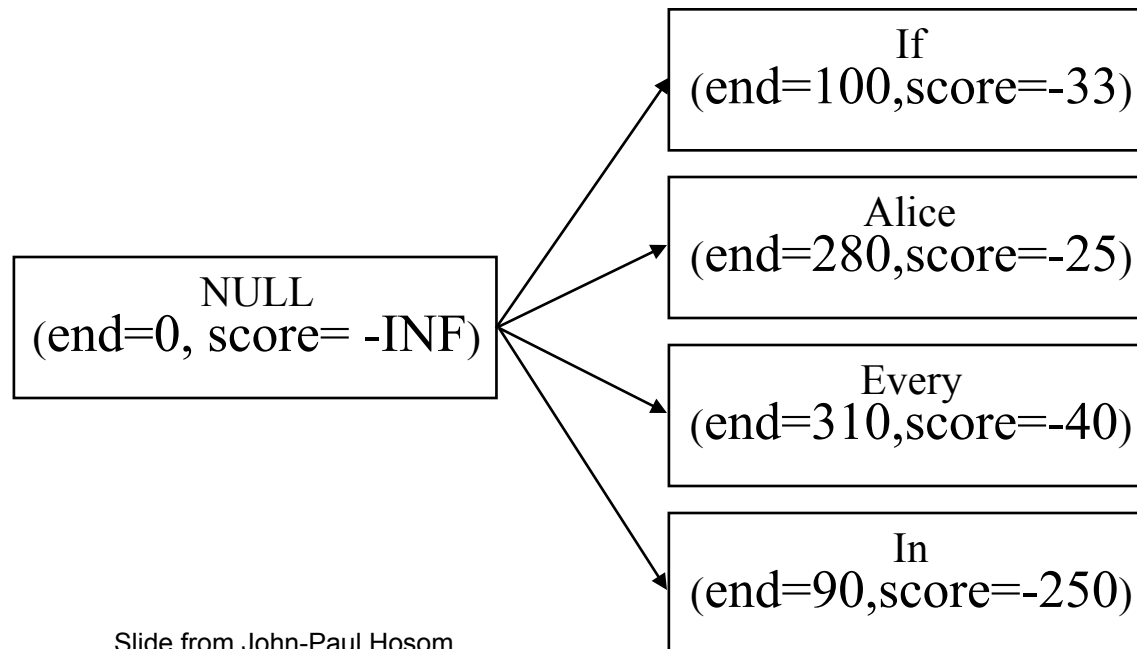 If
(end=100,score=-33)
Alice
(end=280,score=-25)
NULL
(end=0, score= -INF)
Every
(end=310,score=-40)
In
(end=90,score=-250)
Slide from John-Paul Hosom